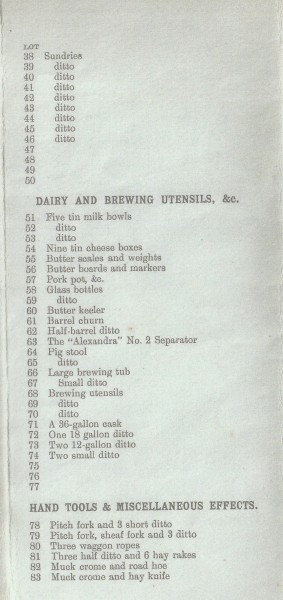 LOT
38 Sundries
39 ditto
40 ditto
41 ditto
42 ditto
43 ditto
44 ditto
45 ditto
46 ditto
47
48
49
50
DAIRY AND BREWING UTENSILS, &c.
51 Five tin milk bowls
52 ditto
53 ditto
54 Nine tin cheese boxes
55 Butter scales and weights
56 Butter boards and markers
57 Pork pot, &c.
58 Glass bottles
59 ditto
60 Butter keeler
61 Barrel churn
62 Half-barrel ditto
63 The "Alexandra" No. 2 Separator
64 Pig stool
65 ditto
66 Large brewing tub
67 Small ditto
68 Brewing utensils
69 ditto
70 ditto
71 A 36-gallon cask
72 One 18 gallon ditto
73 Two 12-gallon ditto
74 Two small ditto
75
76
77
HAND TOOLS & MISCELLANEOUS EFFECTS.
78 Pitch fork and 3 short ditto
79 Pitch fork, sheaf fork and 3 ditto
80 Three waggon ropes
81 Three half ditto and 6 hay rakes
82 Muck crome and road hoe
83 Muck crome and hay knife